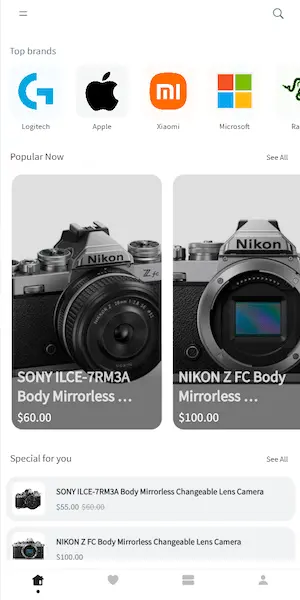 Top brands
Logitech
Apple
Xiaomi
Microsoft
Ra
Popular Now
See All
Nikon
Z fc
SONY ILCE-7RM3A
Body Mirrorless ...
$60.00
Nikon
NIKON Z FC Body
Mirrorless ...
$100.00
Special for you
See All
SONY ILCE-7RM3A Body Mirrorless Changeable Lens Camera
$55.00 $60.00
NIKON Z FC Body Mirrorless Changeable Lens Camera
$100.00